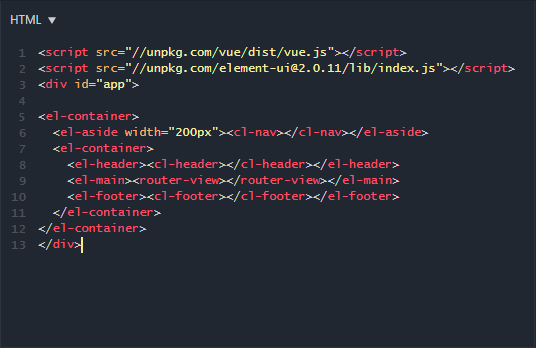 HTML ▼
1 <script src="//unpkg.com/vue/dist/vue.js"></script>
2 <script src="//unpkg.com/element-ui@2.0.11/lib/index.js"></script>
3 <div id="app">
4
5 <el-container>
6 <el-aside width="200px"><cl-nav></cl-nav></el-aside>
7 <el-container>
8 <el-header><cl-header></cl-header></el-header>
9 <el-main><router-view></router-view></el-main>
10 <el-footer><cl-footer></cl-footer></el-footer>
11 </el-container>
12 </el-container>
13 </div>